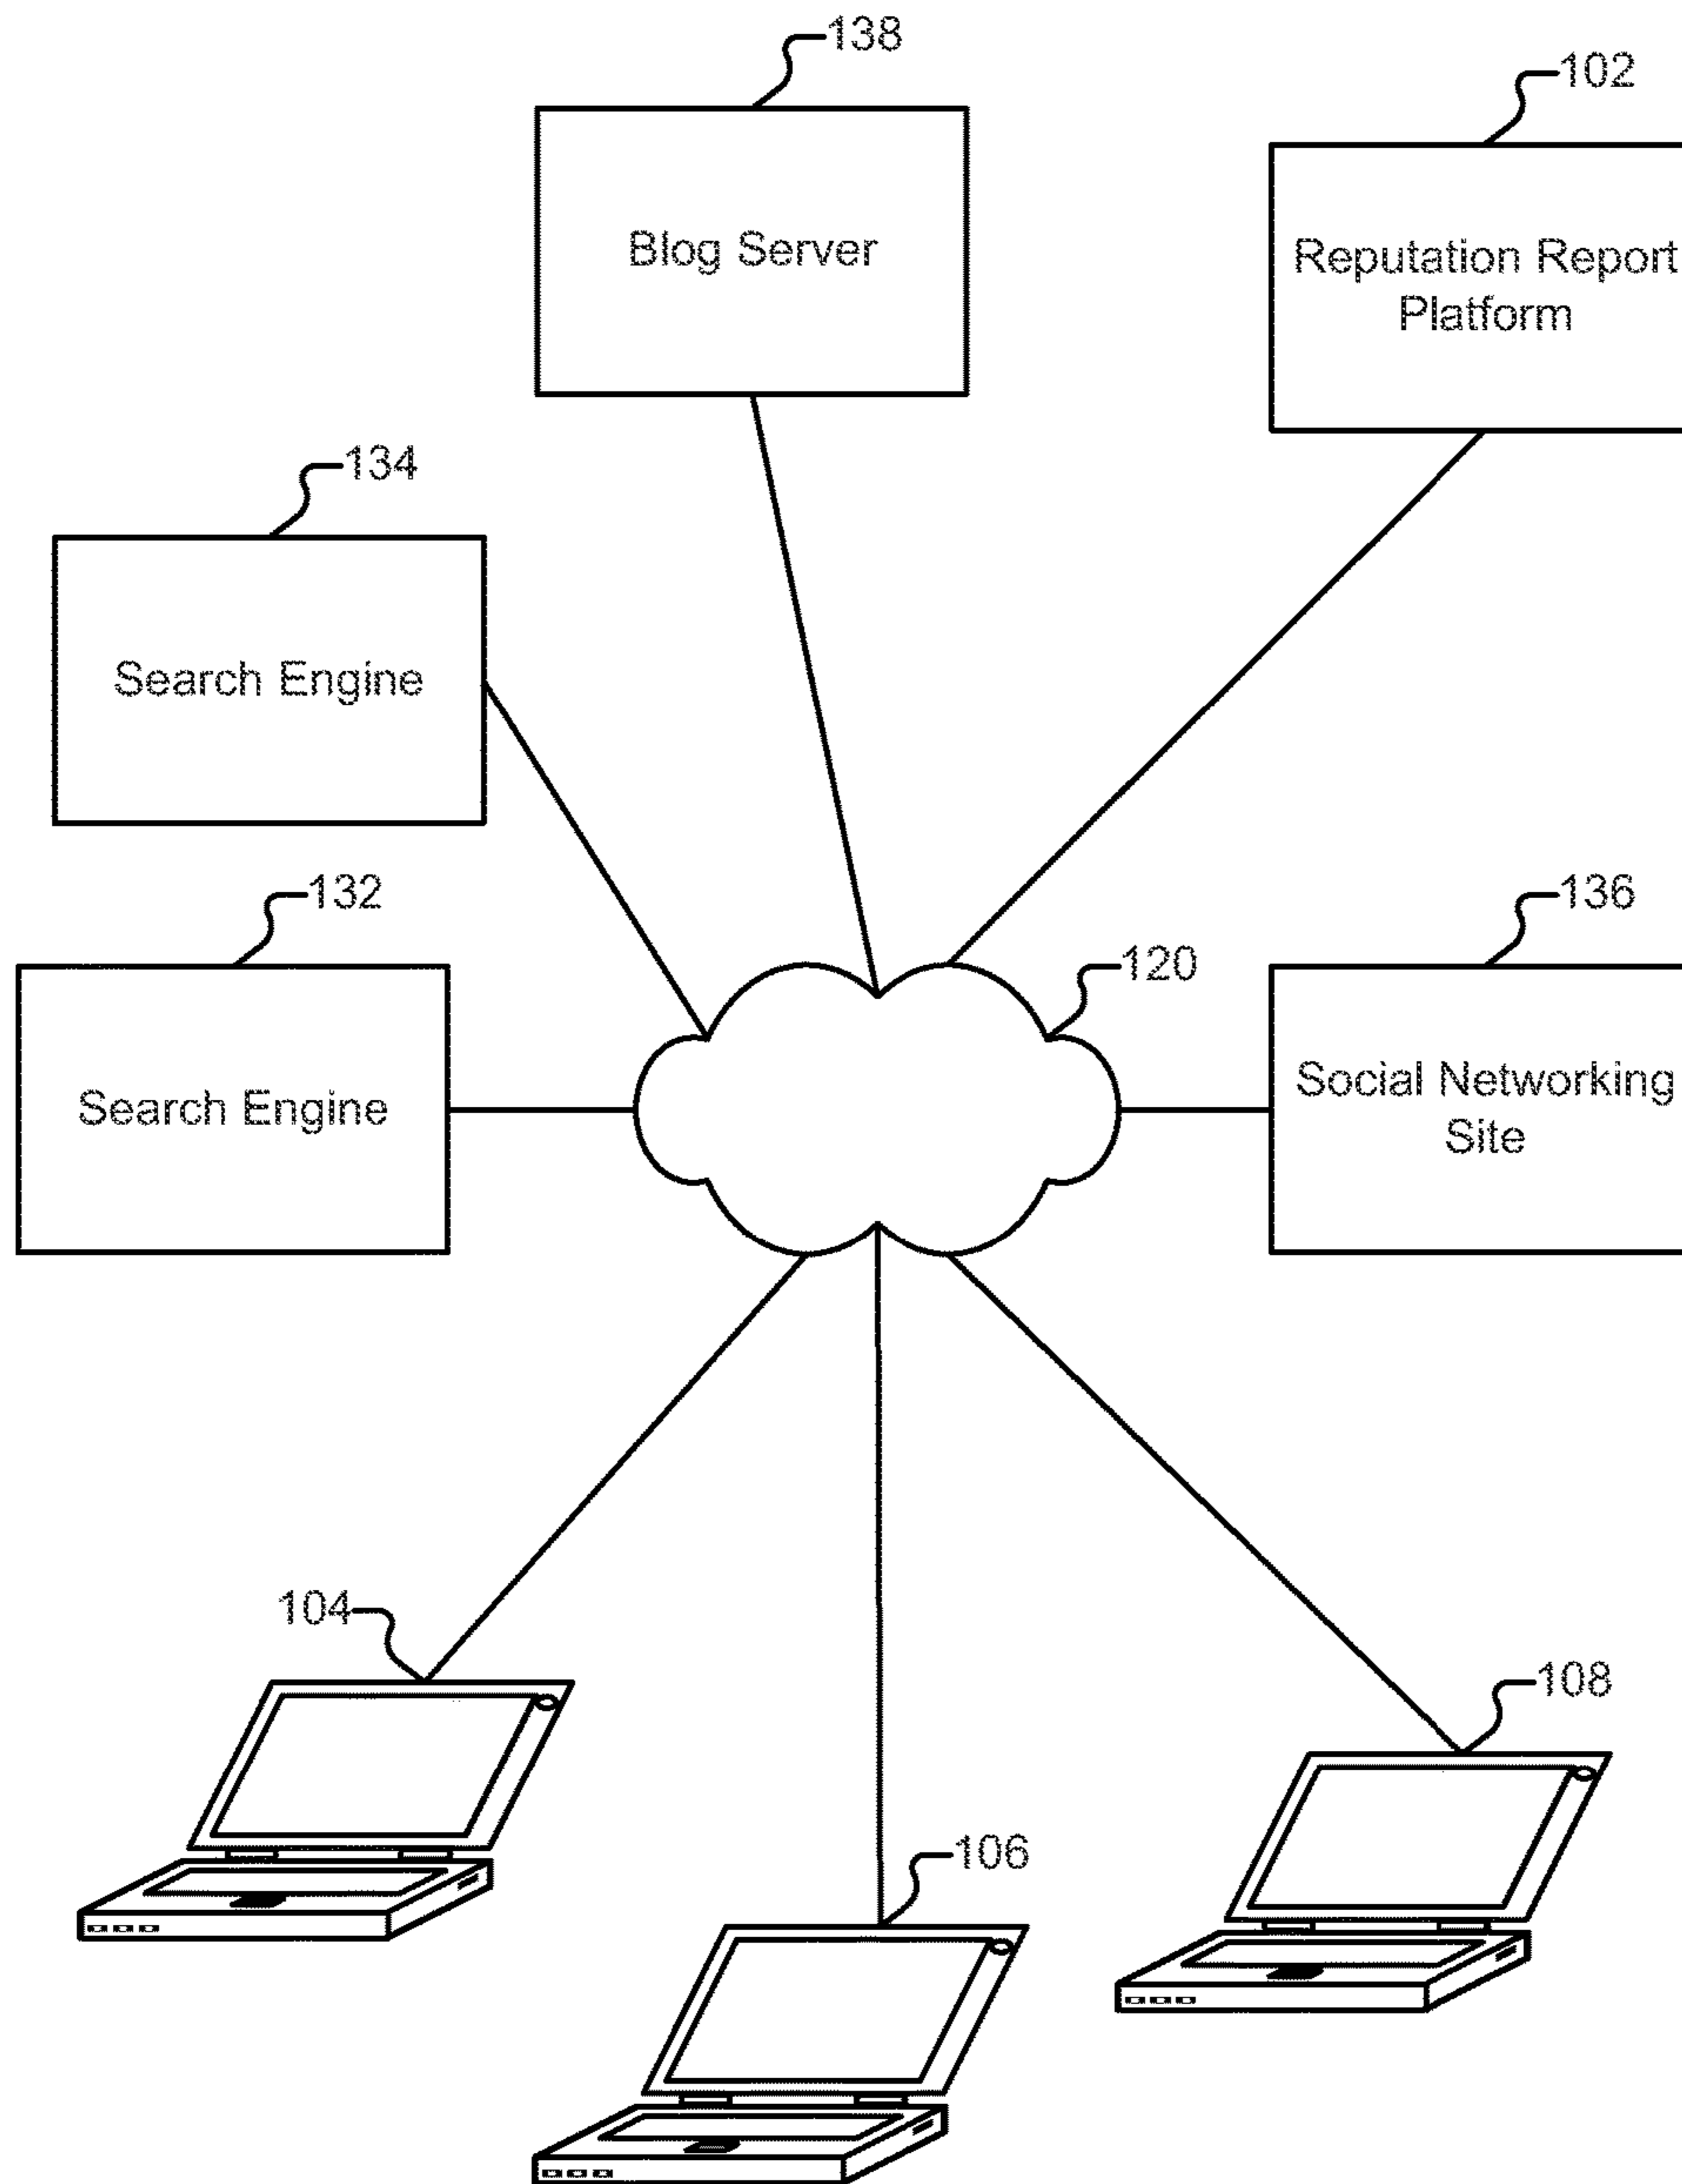 138
102
Blog Server
Reputation Report
Platform
134
Search Engine
132
136
120
Search Engine
Social Networking
Site
104
108
106